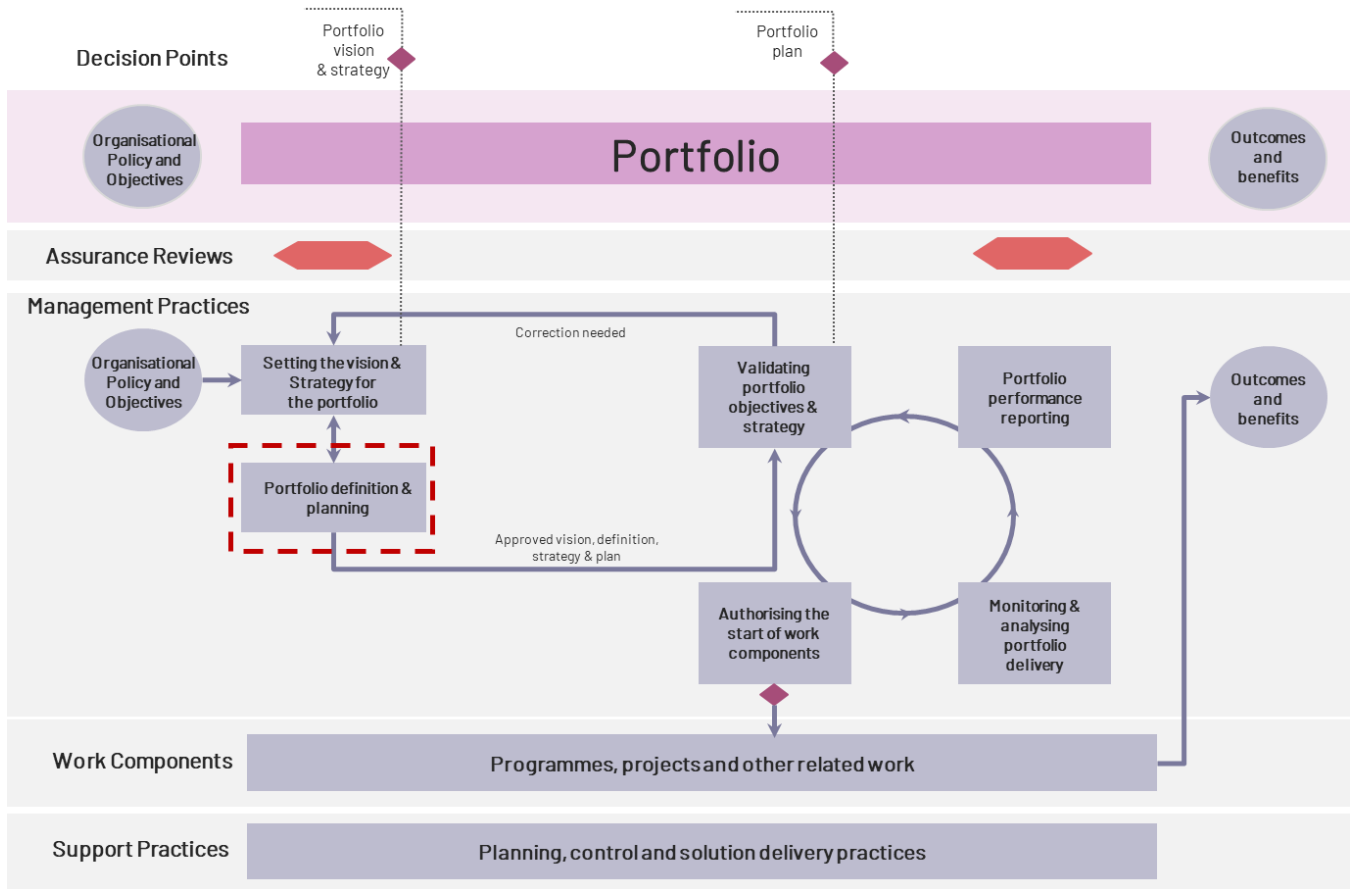 Portfolio
vision
& strategy
Portfolio
plan
Decision Points
Organisational
Policy and
Objectives
Portfolio
Outcomes
and
benefits
Assurance Reviews
Management Practices
Correction needed
Organisational
Policy and
Objectives
Setting the vision &
Strategy for
the portfolio
Validating
portfolio
objectives &
strategy
Portfolio
performance
reporting
Outcomes
and
benefits
Portfolio definition &
planning
Approved vision, definition,
strategy & plan
Authorising the
start of work
components
Monitoring &
analysing
portfolio
delivery
Work Components
Programmes, projects and other related work
Support Practices
Planning, control and solution delivery practices